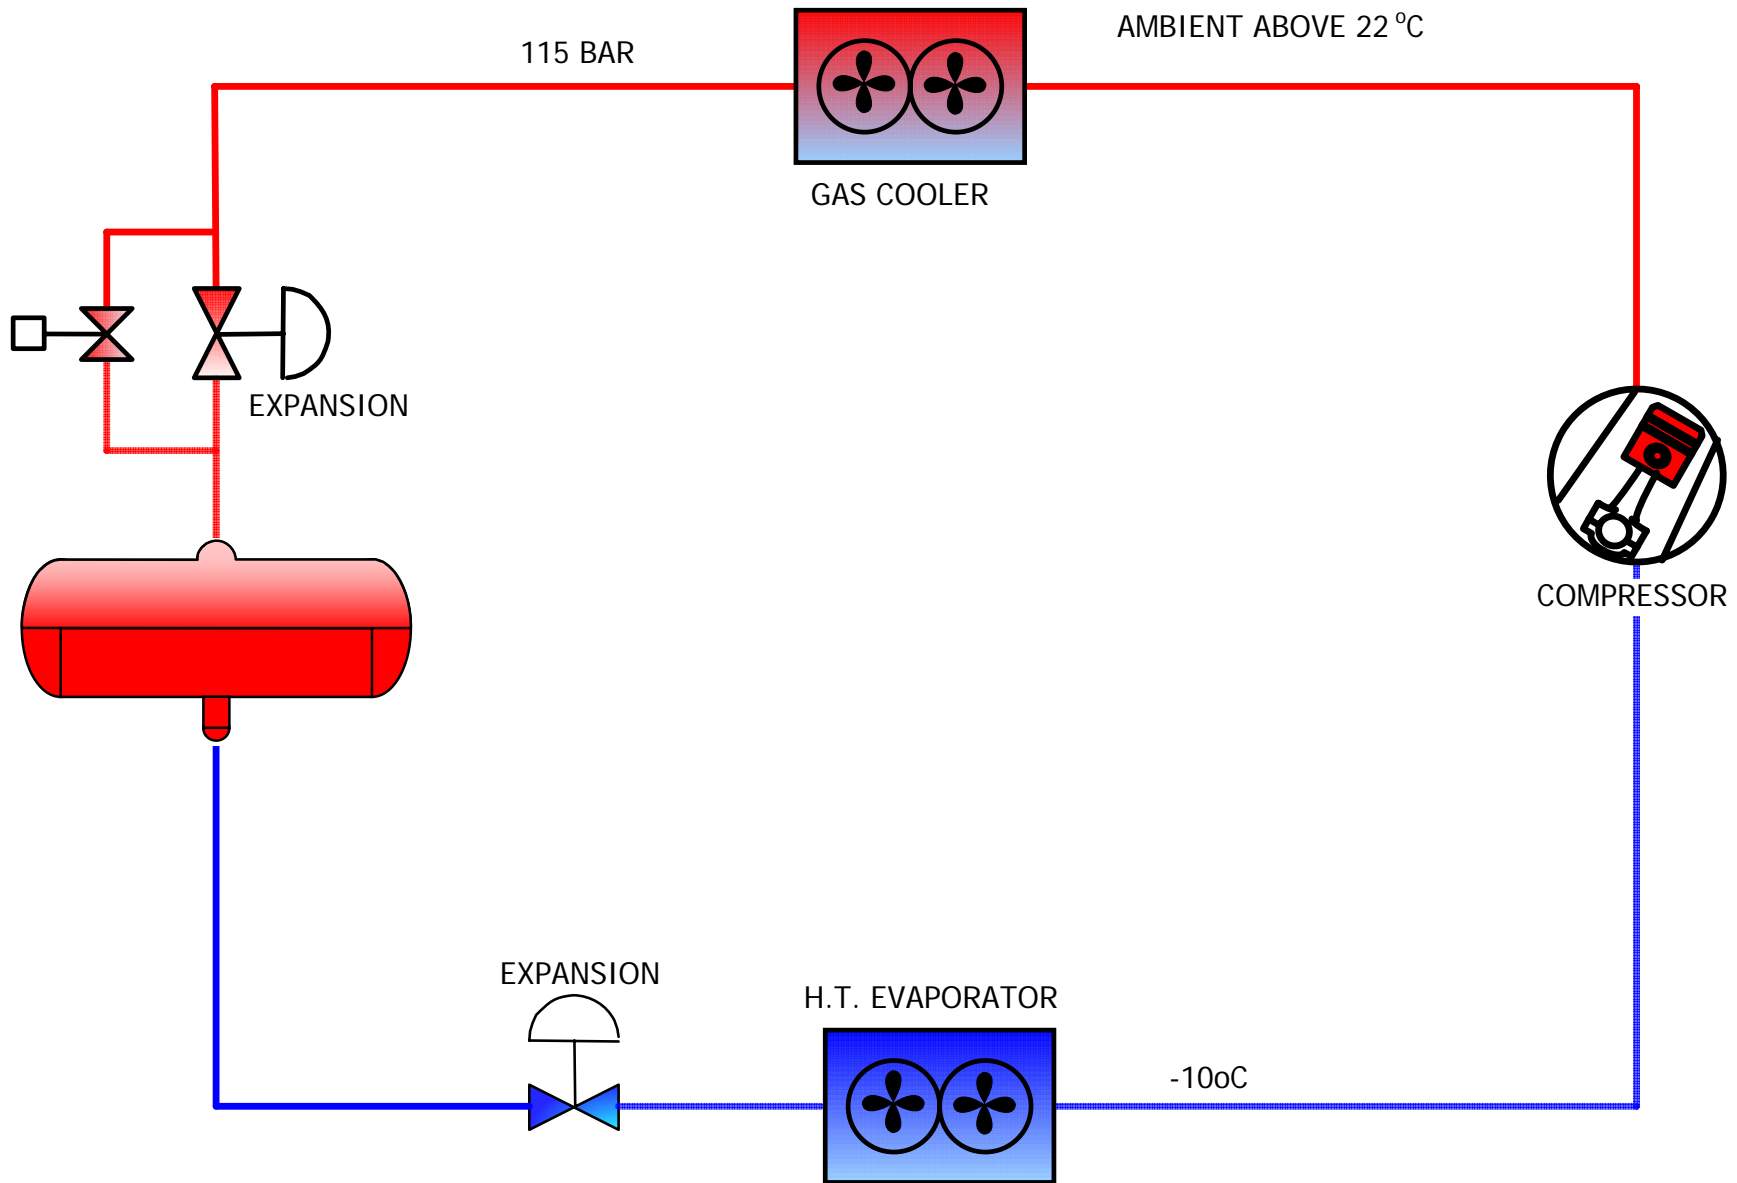 AMBIENT ABOVE 22 °C
115 BAR
GAS COOLER
EXPANSION
COMPRESSOR
EXPANSION
H.T. EVAPORATOR
-10oC